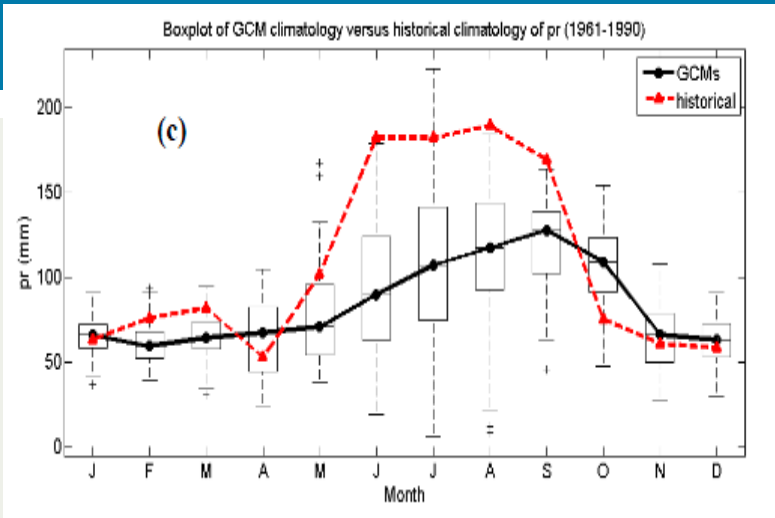 Boxplot of GCM climatology versus historical climatology of pr (1961-1990)
GCMs
historical
(c)
200
150
100
50
0
pr (mm)
J F M A M J J A S O N D
Month